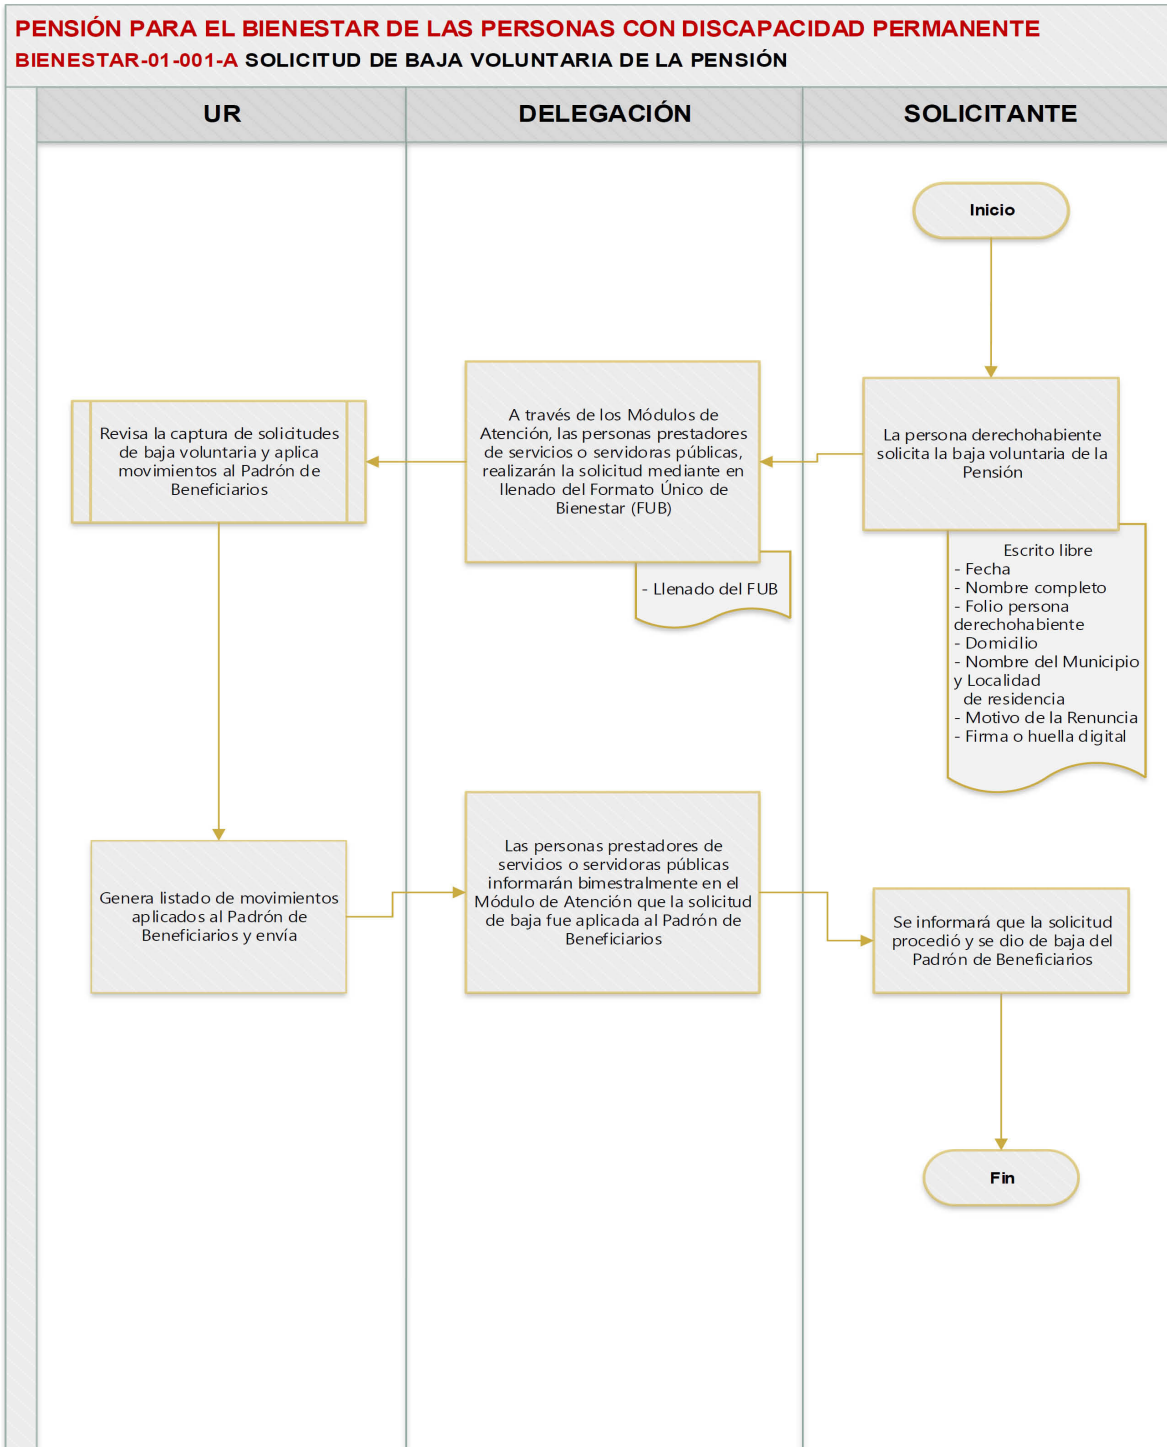 PENSIÓN PARA EL BIENESTAR DE LAS PERSONAS CON DISCAPACIDAD PERMANENTE
BIENESTAR-01-001-A SOLICITUD DE BAJA VOLUNTARIA DE LA PENSIÓN
UR
DELEGACIÓN
SOLICITANTE
Inicio
La persona derechohabiente
solicita la baja voluntaria de la
Pensión
Escrito libre
- Fecha
- Nombre completo
- Folio persona
derechohabiente
- Domicilio
- Nombre del Municipio
y Localidad
de residencia
- Motivo de la Renuncia
- Firma o huella digital
A través de los Módulos de
Atención, las personas prestadores
de servicios o servidoras públicas,
realizarán la solicitud mediante en
llenado del Formato Único de
Bienestar (FUB)
- Llenado del FUB
Revisa la captura de solicitudes
de baja voluntaria y aplica
movimientos al Padrón de
Beneficiarios
Genera listado de movimientos
aplicados al Padrón de
Beneficiarios y envía
Las personas prestadores de
servicios o servidoras públicas
informarán bimestralmente en el
Módulo de Atención que la solicitud
de baja fue aplicada al Padrón de
Beneficiarios
Se informará que la solicitud
procedió y se dio de baja del
Padrón de Beneficiarios
Fin